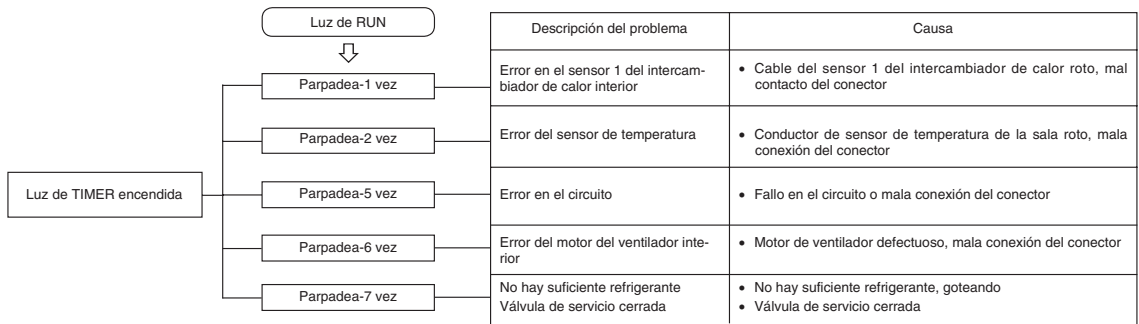 Luz de RUN
Descripción del problema
Causa
Luz de TIMER encendida
Parpadea-1 vez
Error en el sensor 1 del intercam-
biador de calor interior
• Cable del sensor 1 del intercambiador de calor roto, mal
contacto del conector
Parpadea-2 vez
Error del sensor de temperatura
• Conductor de sensor de temperatura de la sala roto, mala
conexión del conector
Parpadea-5 vez
Error en el circuito
• Fallo en el circuito o mala conexión del conector
Parpadea-6 vez
Error del motor del ventilador inte-
rior
• Motor de ventilador defectuoso, mala conexión del conector
Parpadea-7 vez
No hay suficiente refrigerante
Válvula de servicio cerrada
• No hay suficiente refrigerante, goteando
• Válvula de servicio cerrada